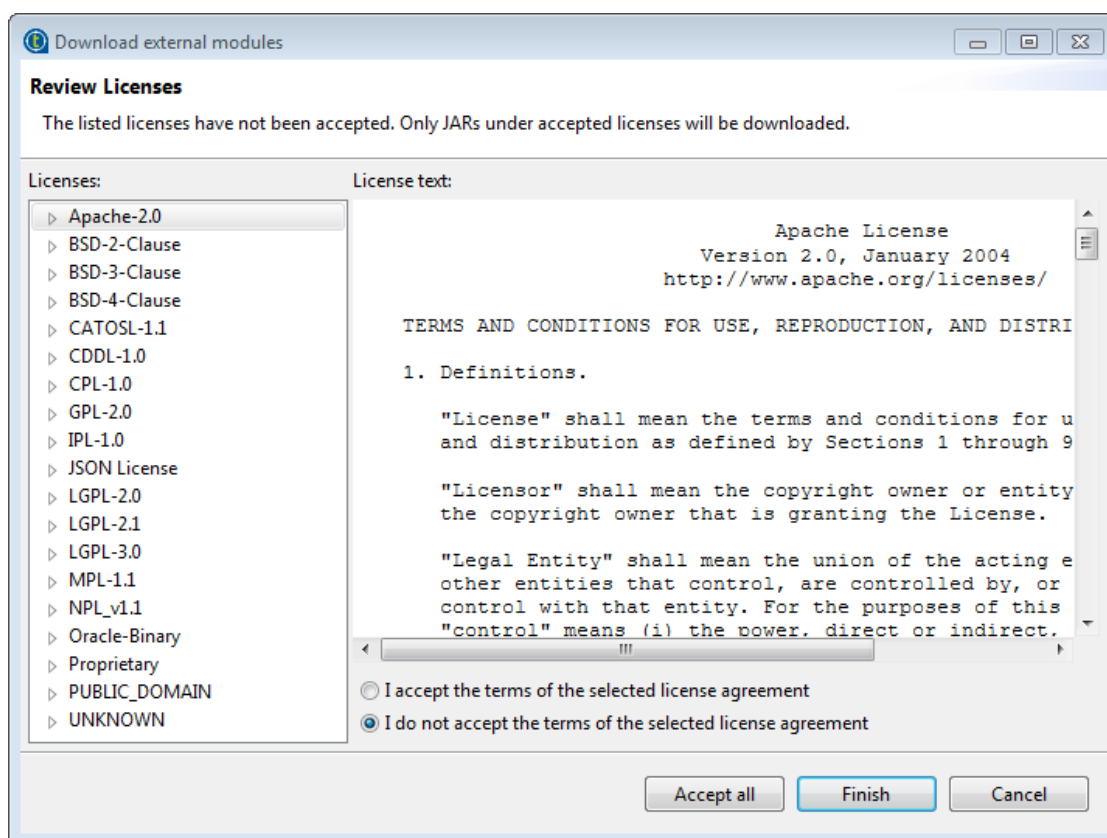 Download external modules
Review Licenses
The listed licenses have not been accepted. Only JARs under accepted licenses will be downloaded.
Licenses:
Apache-2.0
BSD-2-Clause
BSD-3-Clause
BSD-4-Clause
CATOSL-1.1
CDDL-1.0
CPL-1.0
GPL-2.0
IPL-1.0
JSON License
LGPL-2.0
LGPL-2.1
LGPL-3.0
MPL-1.1
NPL_v1.1
Oracle-Binary
Proprietary
PUBLIC_DOMAIN
UNKNOWN
License text:
Apache License
Version 2.0, January 2004
http://www.apache.org/licenses/
TERMS AND CONDITIONS FOR USE, REPRODUCTION, AND DISTRI
1. Definitions.
"License" shall mean the terms and conditions for u
and distribution as defined by Sections 1 through 9
"Licensor" shall mean the copyright owner or entity
the copyright owner that is granting the License.
"Legal Entity" shall mean the union of the acting e
other entities that control, are controlled by, or
control with that entity. For the purposes of this
"control" means (i) the power, direct or indirect,
I accept the terms of the selected license agreement
I do not accept the terms of the selected license agreement
Accept all
Finish
Cancel